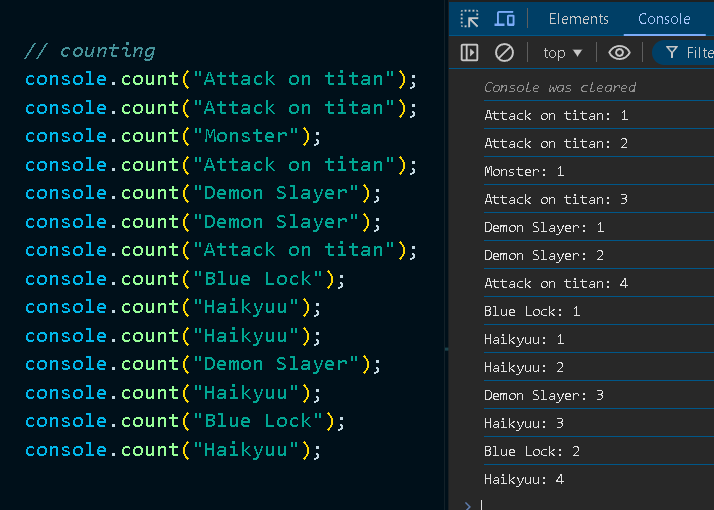 // counting
console.count("Attack on titan");
console.count("Attack on titan");
console.count("Monster");
console.count("Attack on titan");
console.count("Demon Slayer");
console.count("Demon Slayer");
console.count("Attack on titan");
console.count("Blue Lock");
console.count("Haikyuu");
console.count("Haikyuu");
console.count("Demon Slayer");
console.count("Haikyuu");
console.count("Blue Lock");
console.count("Haikyuu");
Elements Console
top Filte
Console was cleared
Attack on titan: 1
Attack on titan: 2
Monster: 1
Attack on titan: 3
Demon Slayer: 1
Demon Slayer: 2
Attack on titan: 4
Blue Lock: 1
Haikyuu: 1
Haikyuu: 2
Demon Slayer: 3
Haikyuu: 3
Blue Lock: 2
Haikyuu: 4
>